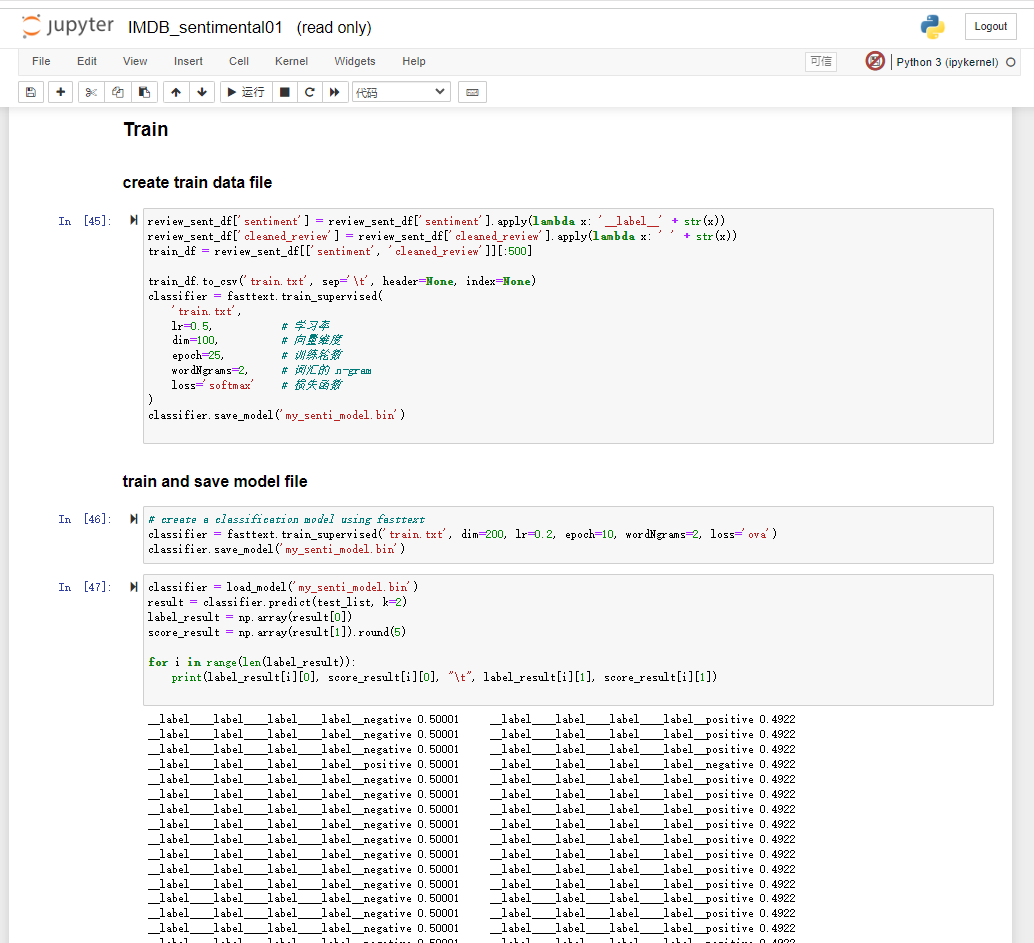 jupyter IMDB_sentimental01 (read only) Logout
File Edit View Insert Cell Kernel Widgets Help 可信 Python 3 (ipykernel)
运行 代码
Train
create train data file
In [45]: review_sent_df['sentiment'] = review_sent_df['sentiment'].apply(lambda x: '__label__' + str(x))
review_sent_df['cleaned_review'] = review_sent_df['cleaned_review'].apply(lambda x: ' ' + str(x))
train_df = review_sent_df[['sentiment', 'cleaned_review']][:500]
train_df.to_csv('train.txt', sep='\t', header=None, index=None)
classifier = fasttext.train_supervised(
'train.txt',
lr=0.5, # 学习率
dim=100, # 向量维度
epoch=25, # 训练轮数
wordNgrams=2, # 词汇的 n-gram
loss='softmax' # 损失函数
)
classifier.save_model('my_senti_model.bin')
train and save model file
In [46]: # create a classification model using fasttext
classifier = fasttext.train_supervised('train.txt', dim=200, lr=0.2, epoch=10, wordNgrams=2, loss='ova')
classifier.save_model('my_senti_model.bin')
In [47]: classifier = load_model('my_senti_model.bin')
result = classifier.predict(test_list, k=2)
label_result = np.array(result[0])
score_result = np.array(result[1]).round(5)
for i in range(len(label_result)):
print(label_result[i][0], score_result[i][0], "\t", label_result[i][1], score_result[i][1])
__label____label____label____label__negative 0.50001 __label____label____label____label__positive 0.4922
__label____label____label____label__negative 0.50001 __label____label____label____label__positive 0.4922
__label____label____label____label__negative 0.50001 __label____label____label____label__positive 0.4922
__label____label____label____label__positive 0.50001 __label____label____label____label__negative 0.4922
__label____label____label____label__negative 0.50001 __label____label____label____label__positive 0.4922
__label____label____label____label__negative 0.50001 __label____label____label____label__positive 0.4922
__label____label____label____label__negative 0.50001 __label____label____label____label__positive 0.4922
__label____label____label____label__negative 0.50001 __label____label____label____label__positive 0.4922
__label____label____label____label__negative 0.50001 __label____label____label____label__positive 0.4922
__label____label____label____label__negative 0.50001 __label____label____label____label__positive 0.4922
__label____label____label____label__negative 0.50001 __label____label____label____label__positive 0.4922
__label____label____label____label__negative 0.50001 __label____label____label____label__positive 0.4922
__label____label____label____label__negative 0.50001 __label____label____label____label__positive 0.4922
__label____label____label____label__negative 0.50001 __label____label____label____label__positive 0.4922
__label____label____label____label__negative 0.50001 __label____label____label____label__positive 0.4922
__label____label____label____label__negative 0.50001 __label____label____label____label__positive 0.4922